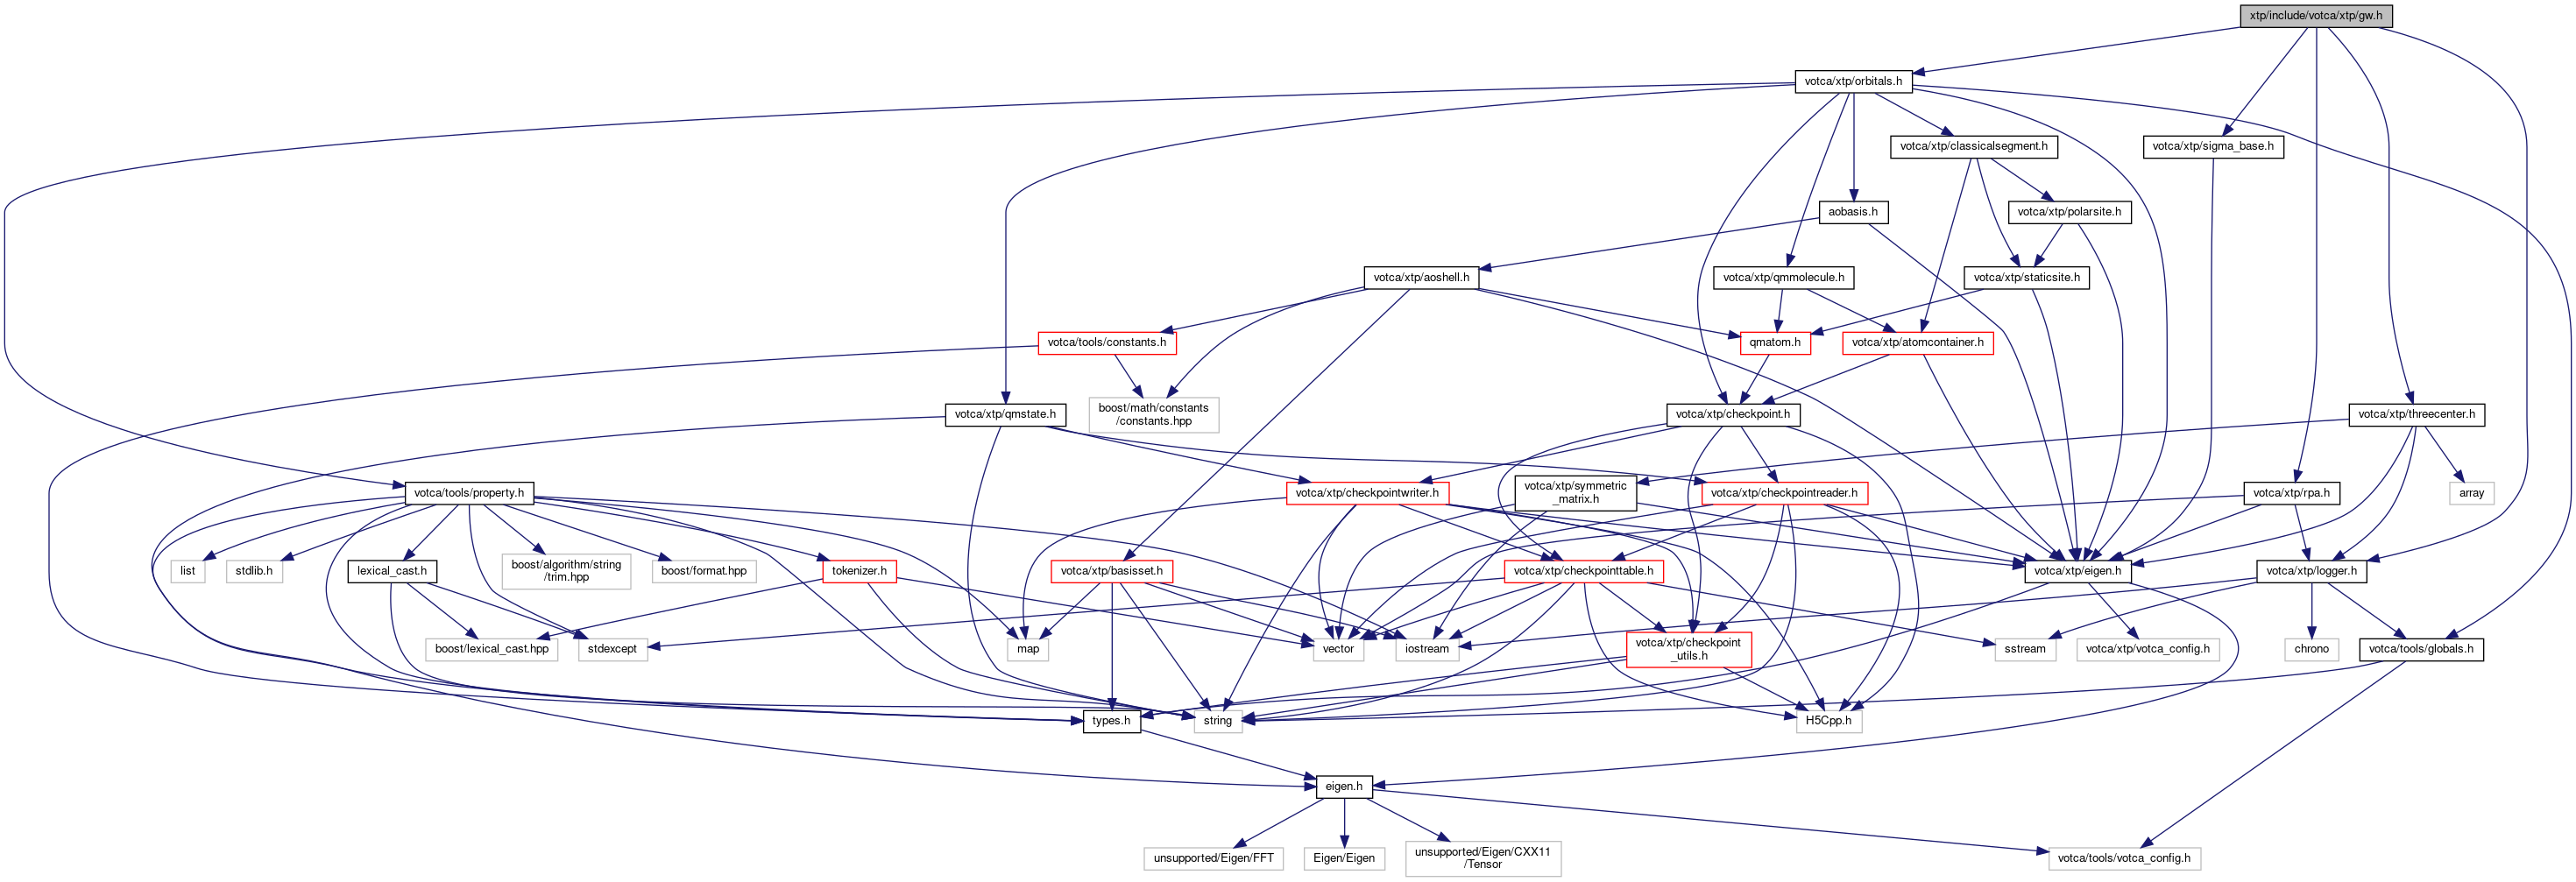 xtp/include/votca/xtp/gw.h
votca/xtp/orbitals.h
votca/xtp/classicalsegment.h
votca/xtp/sigma_base.h
aobasis.h
votca/xtp/polarsite.h
votca/xtp/aoshell.h
votca/xtp/qmmolecule.h
votca/xtp/staticsite.h
votca/tools/constants.h
qmatom.h
votca/xtp/atomcontainer.h
boost/math/constants
/constants.hpp
votca/xtp/qmstate.h
votca/xtp/checkpoint.h
votca/xtp/threecenter.h
votca/tools/property.h
votca/xtp/checkpointwriter.h
votca/xtp/symmetric
_matrix.h
votca/xtp/checkpointreader.h
votca/xtp/rpa.h
array
list
stdlib.h
lexical_cast.h
boost/algorithm/string
/trim.hpp
boost/format.hpp
tokenizer.h
votca/xtp/basisset.h
votca/xtp/checkpointtable.h
votca/xtp/eigen.h
votca/xtp/logger.h
boost/lexical_cast.hpp
stdexcept
map
vector
iostream
votca/xtp/checkpoint
_utils.h
sstream
votca/xtp/votca_config.h
chrono
votca/tools/globals.h
types.h
string
H5Cpp.h
eigen.h
unsupported/Eigen/FFT
Eigen/Eigen
unsupported/Eigen/CXX11
/Tensor
votca/tools/votca_config.h